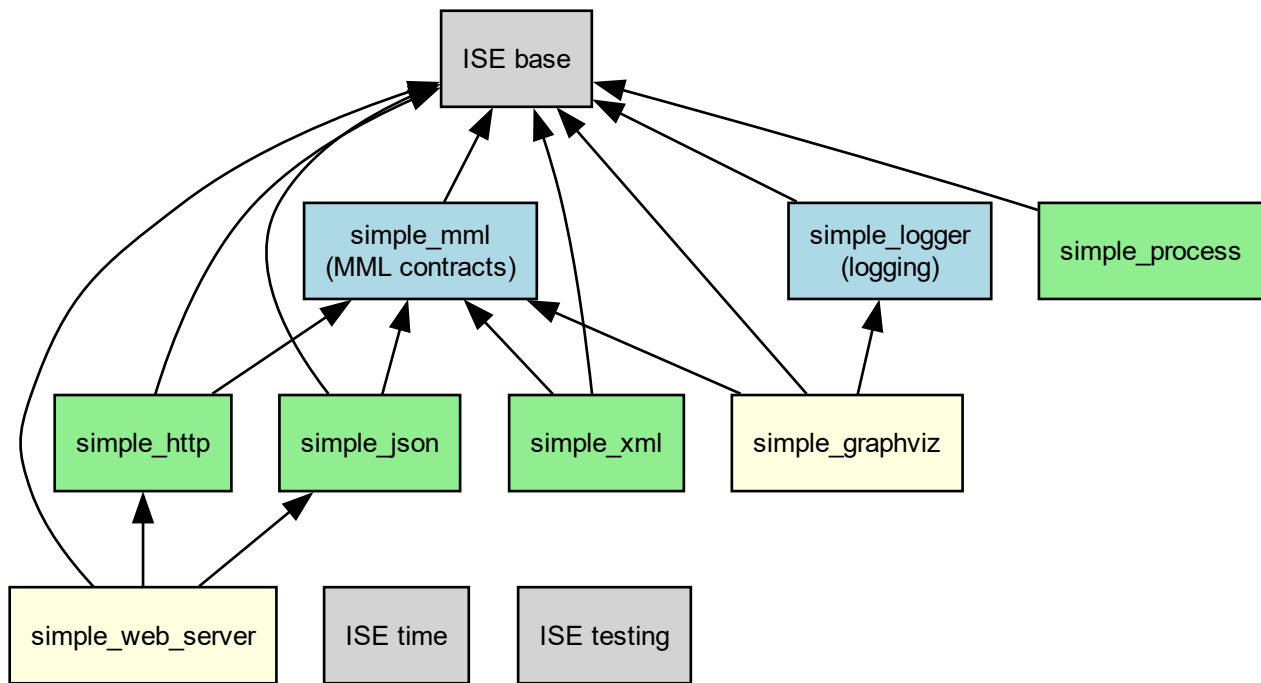 ISE base
simple_mml
(MML contracts)
simple_logger
(logging)
simple_process
simple_http
simple_json
simple_xml
simple_graphviz
simple_web_server
ISE time
ISE testing